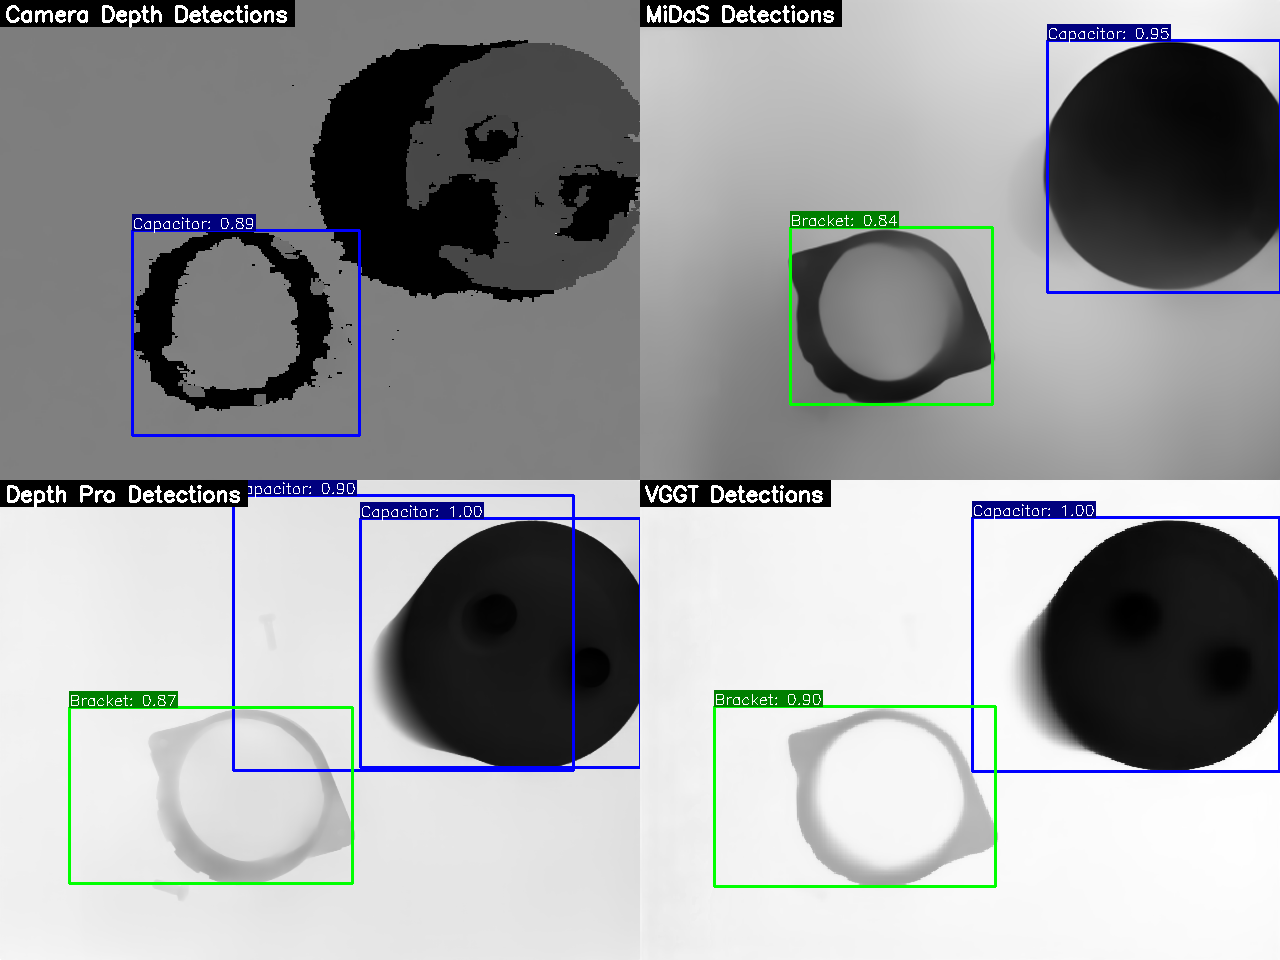 Camera Depth Detections
MiDaS Detections
Capacitor: 0.95
Capacitor: 0.89
Bracket: 0.84
Depth Pro Detections
apacitor: 0.90
VGGT Detections
Capacitor: 1.00
Capacitor: 1.00
Bracket: 0.87
Bracket: 0.90